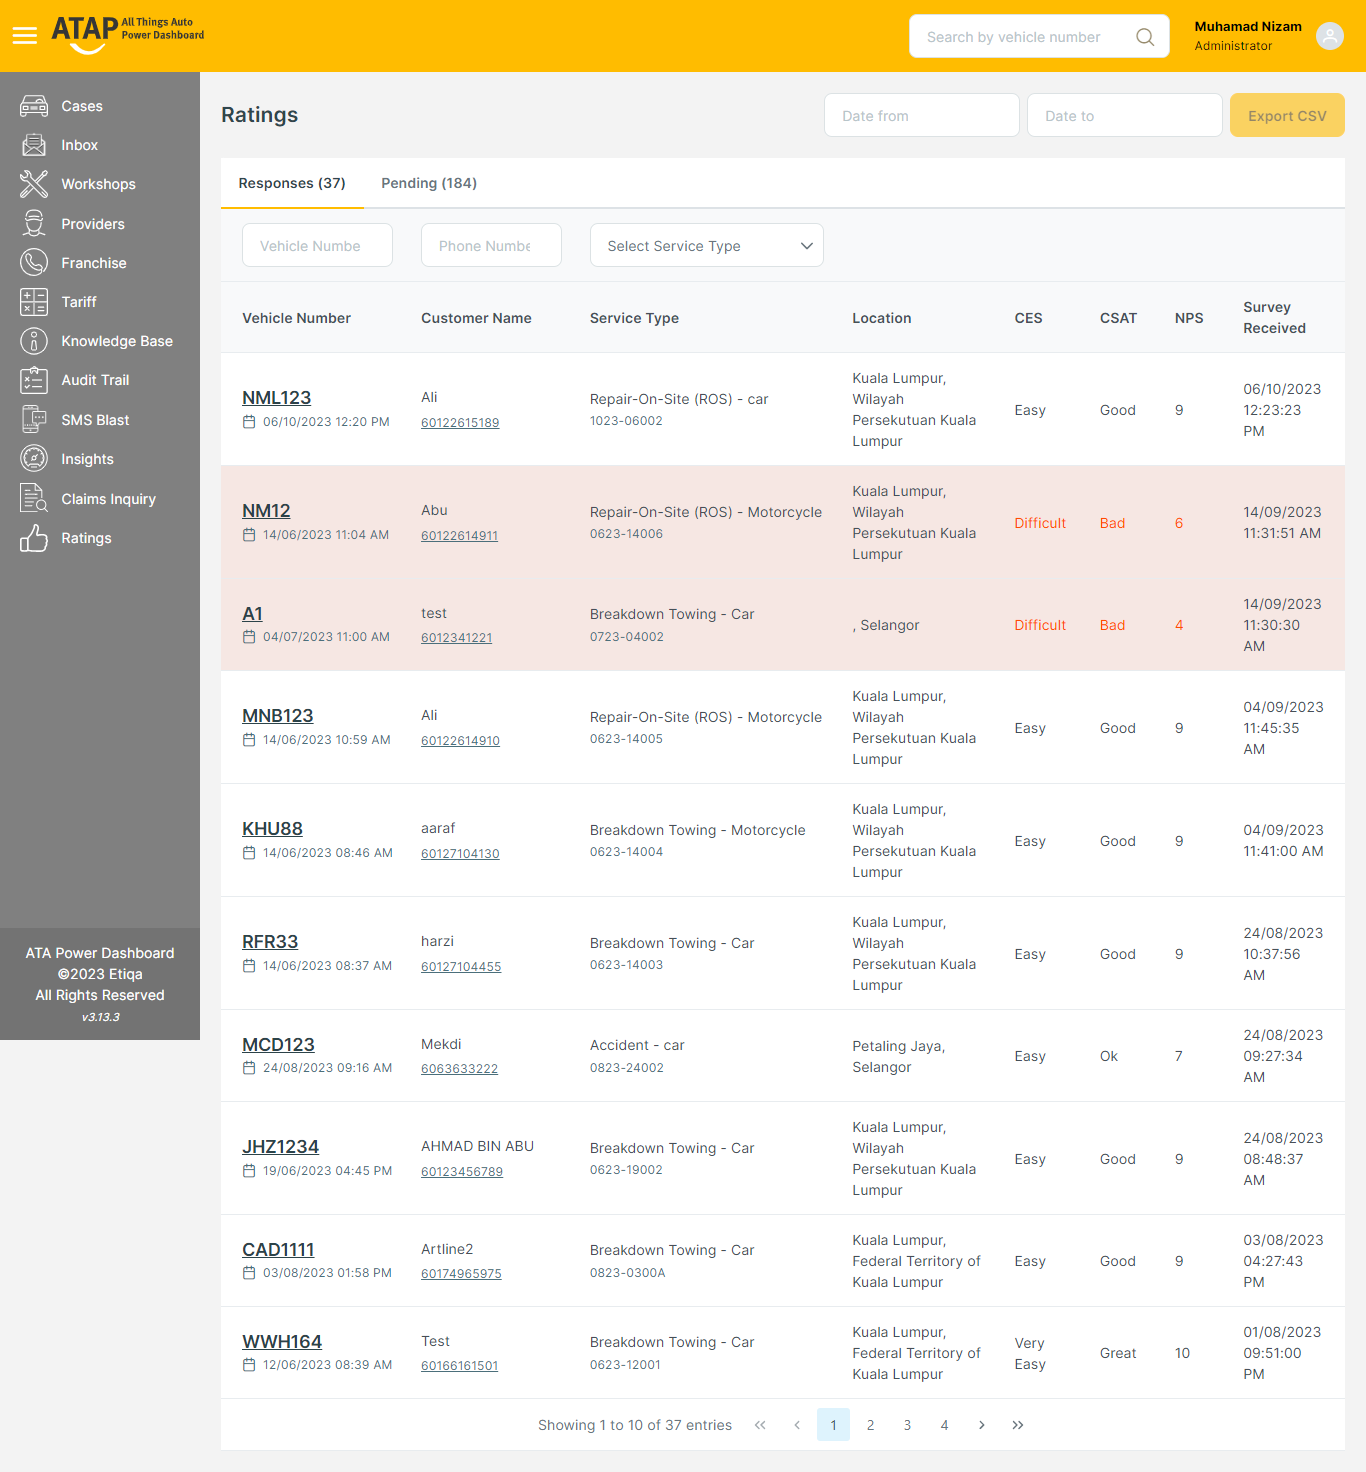 ATAP All Things Auto
Power Dashboard
Search by vehicle number
Muhamad Nizam
Administrator
Cases
Inbox
Workshops
Providers
Franchise
Tariff
Knowledge Base
Audit Trail
SMS Blast
Insights
Claims Inquiry
Ratings
ATA Power Dashboard
©2023 Etiqa
All Rights Reserved
v3.13.3
Ratings
Date from
Date to
Export CSV
Responses (37)
Pending (184)
Vehicle Numbe
Phone Numbe
Select Service Type
Vehicle Number
Customer Name
Service Type
Location
CES
CSAT
NPS
Survey
Received
NML123
06/10/2023 12:20 PM
Ali
60122615189
Repair-On-Site (ROS) - car
1023-06002
Kuala Lumpur,
Wilayah
Persekutuan Kuala
Lumpur
Easy
Good
9
06/10/2023
12:23:23
PM
NM12
14/06/2023 11:04 AM
Abu
60122614911
Repair-On-Site (ROS) - Motorcycle
0623-14006
Kuala Lumpur,
Wilayah
Persekutuan Kuala
Lumpur
Difficult
Bad
6
14/09/2023
11:31:51 AM
A1
04/07/2023 11:00 AM
test
6012341221
Breakdown Towing - Car
0723-04002
, Selangor
Difficult
Bad
4
14/09/2023
11:30:30
AM
MNB123
14/06/2023 10:59 AM
Ali
60122614910
Repair-On-Site (ROS) - Motorcycle
0623-14005
Kuala Lumpur,
Wilayah
Persekutuan Kuala
Lumpur
Easy
Good
9
04/09/2023
11:45:35
AM
KHU88
14/06/2023 08:46 AM
aaraf
60127104130
Breakdown Towing - Motorcycle
0623-14004
Kuala Lumpur,
Wilayah
Persekutuan Kuala
Lumpur
Easy
Good
9
04/09/2023
11:41:00 AM
RFR33
14/06/2023 08:37 AM
harzi
60127104455
Breakdown Towing - Car
0623-14003
Kuala Lumpur,
Wilayah
Persekutuan Kuala
Lumpur
Easy
Good
9
24/08/2023
10:37:56
AM
MCD123
24/08/2023 09:16 AM
Mekdi
6063633222
Accident - car
0823-24002
Petaling Jaya,
Selangor
Easy
Ok
7
24/08/2023
09:27:34
AM
JHZ1234
19/06/2023 04:45 PM
AHMAD BIN ABU
60123456789
Breakdown Towing - Car
0623-19002
Kuala Lumpur,
Wilayah
Persekutuan Kuala
Lumpur
Easy
Good
9
24/08/2023
08:48:37
AM
CAD1111
03/08/2023 01:58 PM
Artline2
60174965975
Breakdown Towing - Car
0823-0300A
Kuala Lumpur,
Federal Territory of
Kuala Lumpur
Easy
Good
9
03/08/2023
04:27:43
PM
WWH164
12/06/2023 08:39 AM
Test
60166161501
Breakdown Towing - Car
0623-12001
Kuala Lumpur,
Federal Territory of
Kuala Lumpur
Very
Easy
Great
10
01/08/2023
09:51:00
PM
Showing 1 to 10 of 37 entries « ‹ 1 2 3 4 › »